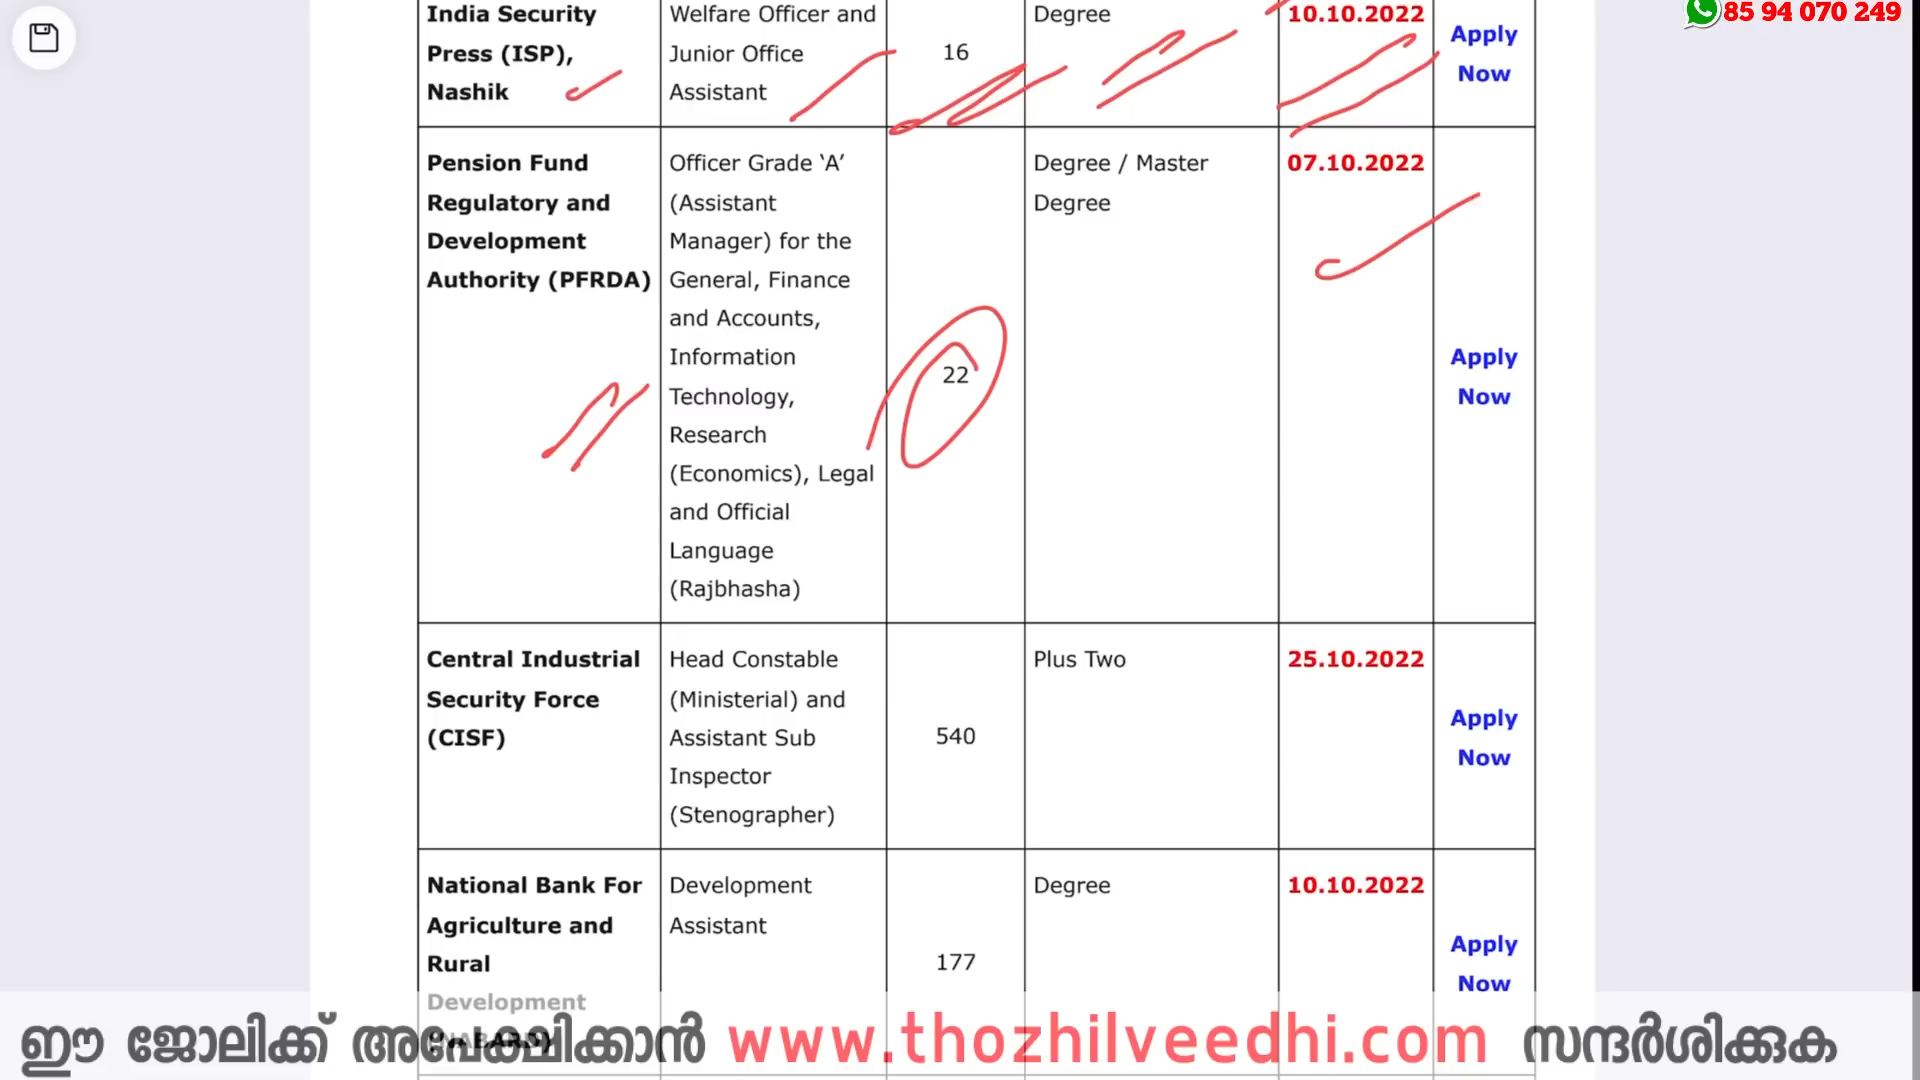 85 94 070 249
India Security
Press (ISP),
Nashik
Welfare Officer and
Junior Office
Assistant
16
Degree
10.10.2022
Apply
Now
Pension Fund
Regulatory and
Development
Authority (PFRDA)
Officer Grade ‘A’
(Assistant
Manager) for the
General, Finance
and Accounts,
Information
Technology,
Research
(Economics), Legal
and Official
Language
(Rajbhasha)
22
Degree / Master
Degree
07.10.2022
Apply
Now
Central Industrial
Security Force
(CISF)
Head Constable
(Ministerial) and
Assistant Sub
Inspector
(Stenographer)
540
Plus Two
25.10.2022
Apply
Now
National Bank For
Agriculture and
Rural
Development
(NABARD)
Development
Assistant
177
Degree
10.10.2022
Apply
Now
ഈ ജോലിക്ക് അപേക്ഷിക്കാൻ www.thozhilveedhi.com സന്ദർശിക്കുക